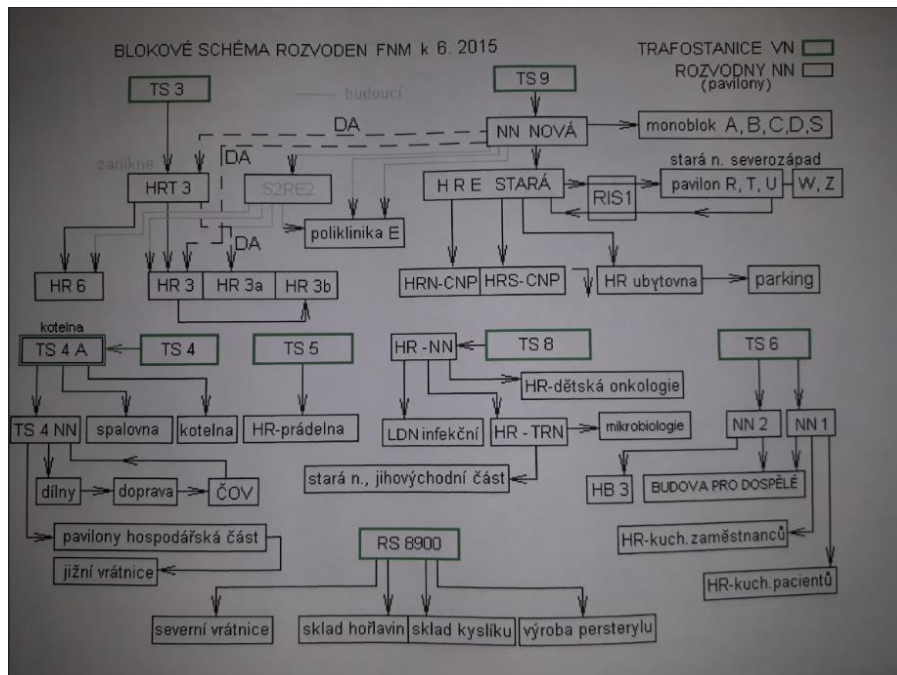 BLOKOVÉ SCHÉMA ROZVODEN FNM k 6. 2015
TRAFOSTANICE VN
ROZVODNY NN
(pavilony)
TS 3
budoucí
TS 9
DA
NN NOVÁ
monoblok A,B,C,D,S
zanikne
DA
HRT 3
S2RE2
HRE STARÁ
RIS1
stará n. severozápad
pavilon R, T, U
W, Z
poliklinika E
DA
HR 6
HR 3
HR 3a
HR 3b
HRN-CNP
HRS-CNP
HR ubytovna
parking
kotelna
TS 4 A
TS 4
TS 5
HR-NN
TS 8
TS 6
HR-dětská onkologie
TS 4 NN
spalovna
kotelna
HR-prádelna
LDN infekční
HR-TRN
mikrobiologie
NN 2
NN 1
dílny
doprava
ČOV
stará n., jihovýchodní část
HB 3
BUDOVA PRO DOSPĚLÉ
pavilony hospodářská část
RS 8900
HR-kuch.zaměstnanců
jižní vrátnice
HR-kuch.pacientů
severní vrátnice
sklad hořlavin
sklad kyslíku
výroba persterylu